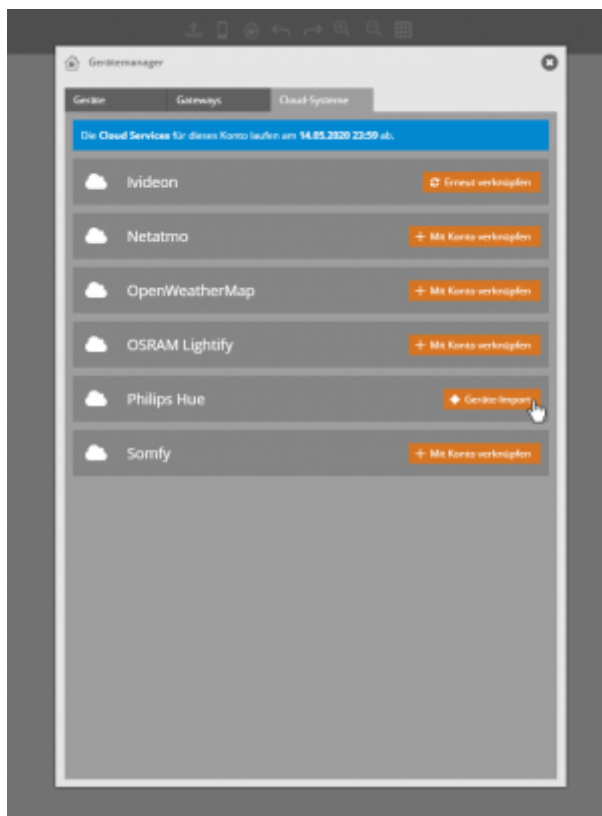 Gerätemanager
Geräte Gateways Cloud-Systeme
Die Cloud Services für dieses Konto laufen am 14.05.2020 23:59 ab.
Ivideon Erneut verknüpfen
Netatmo Mit Konto verknüpfen
OpenWeatherMap Mit Konto verknüpfen
OSRAM Lightify Mit Konto verknüpfen
Philips Hue Geräte-Import
Somfy Mit Konto verknüpfen